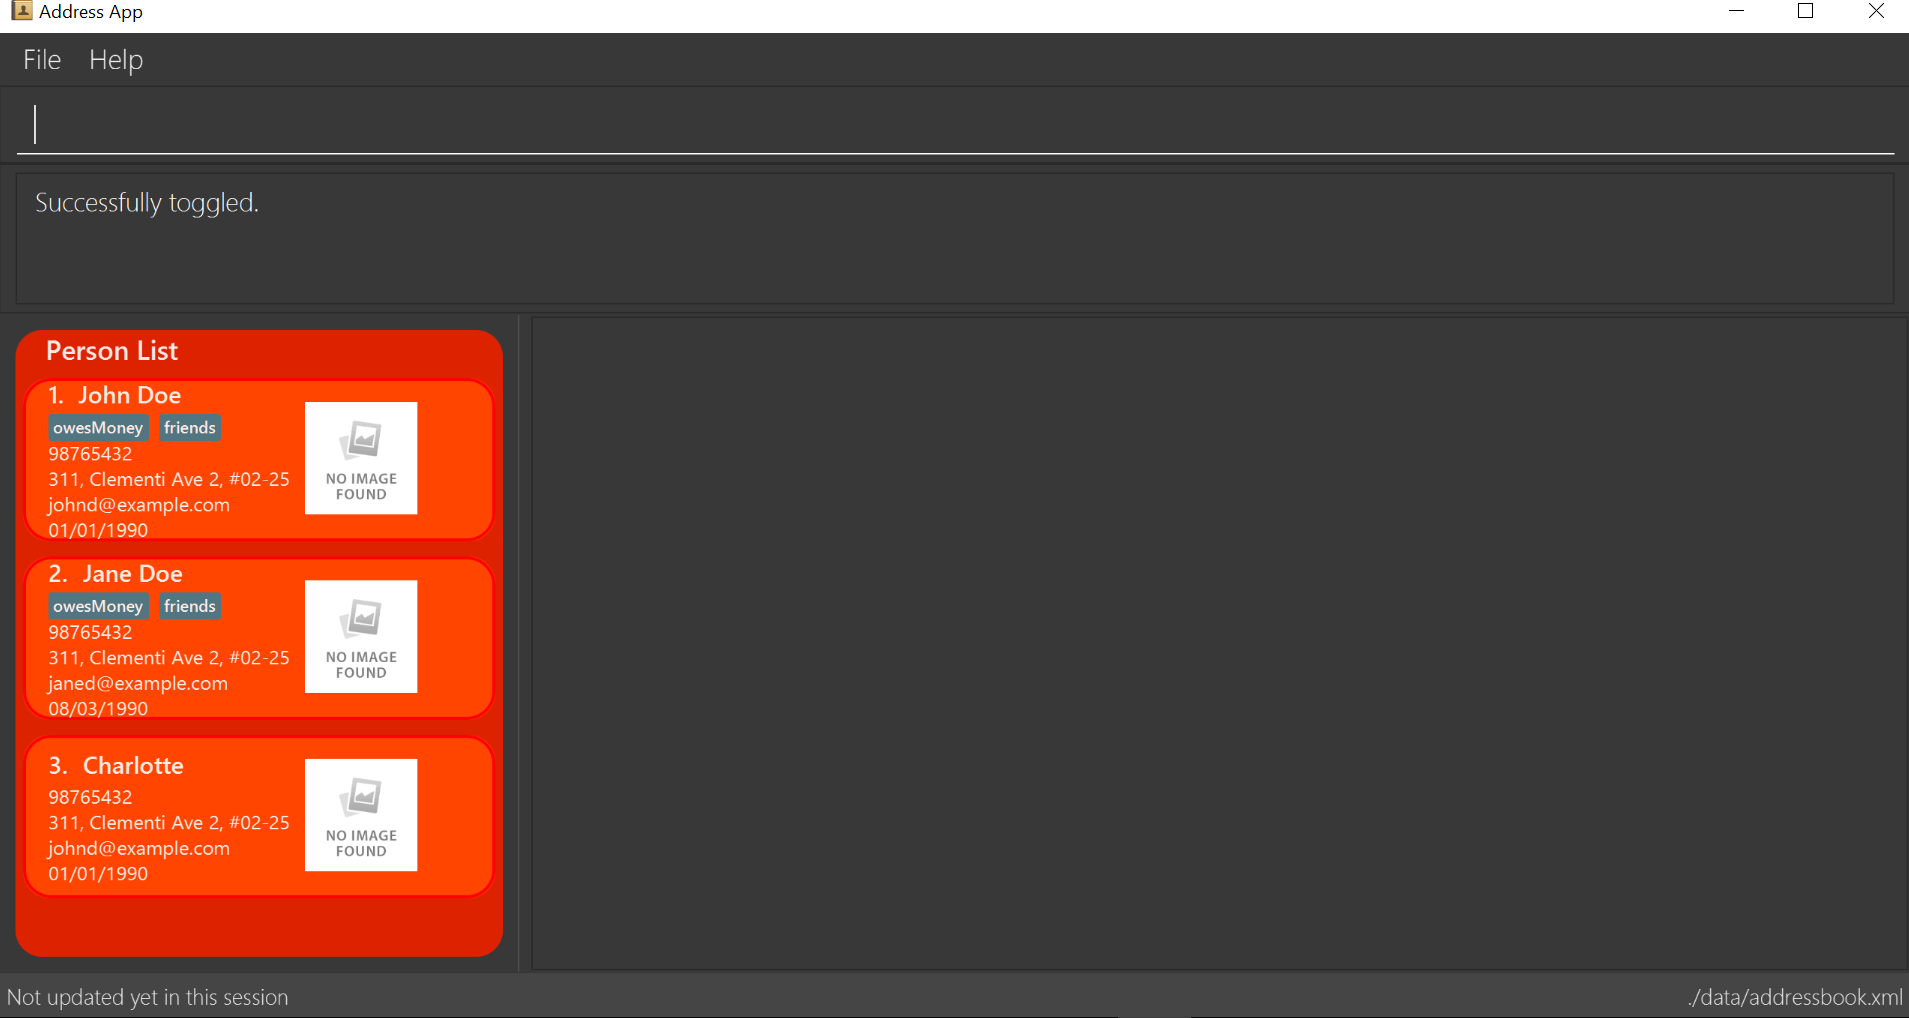 Address App
File Help
Successfully toggled.
Person List
1. John Doe
owesMoney friends
98765432
311, Clementi Ave 2, #02-25
johnd@example.com
01/01/1990
NO IMAGE
FOUND
2. Jane Doe
owesMoney friends
98765432
311, Clementi Ave 2, #02-25
janed@example.com
08/03/1990
NO IMAGE
FOUND
3. Charlotte
98765432
311, Clementi Ave 2, #02-25
johnd@example.com
01/01/1990
NO IMAGE
FOUND
Not updated yet in this session
./data/addressbook.xml